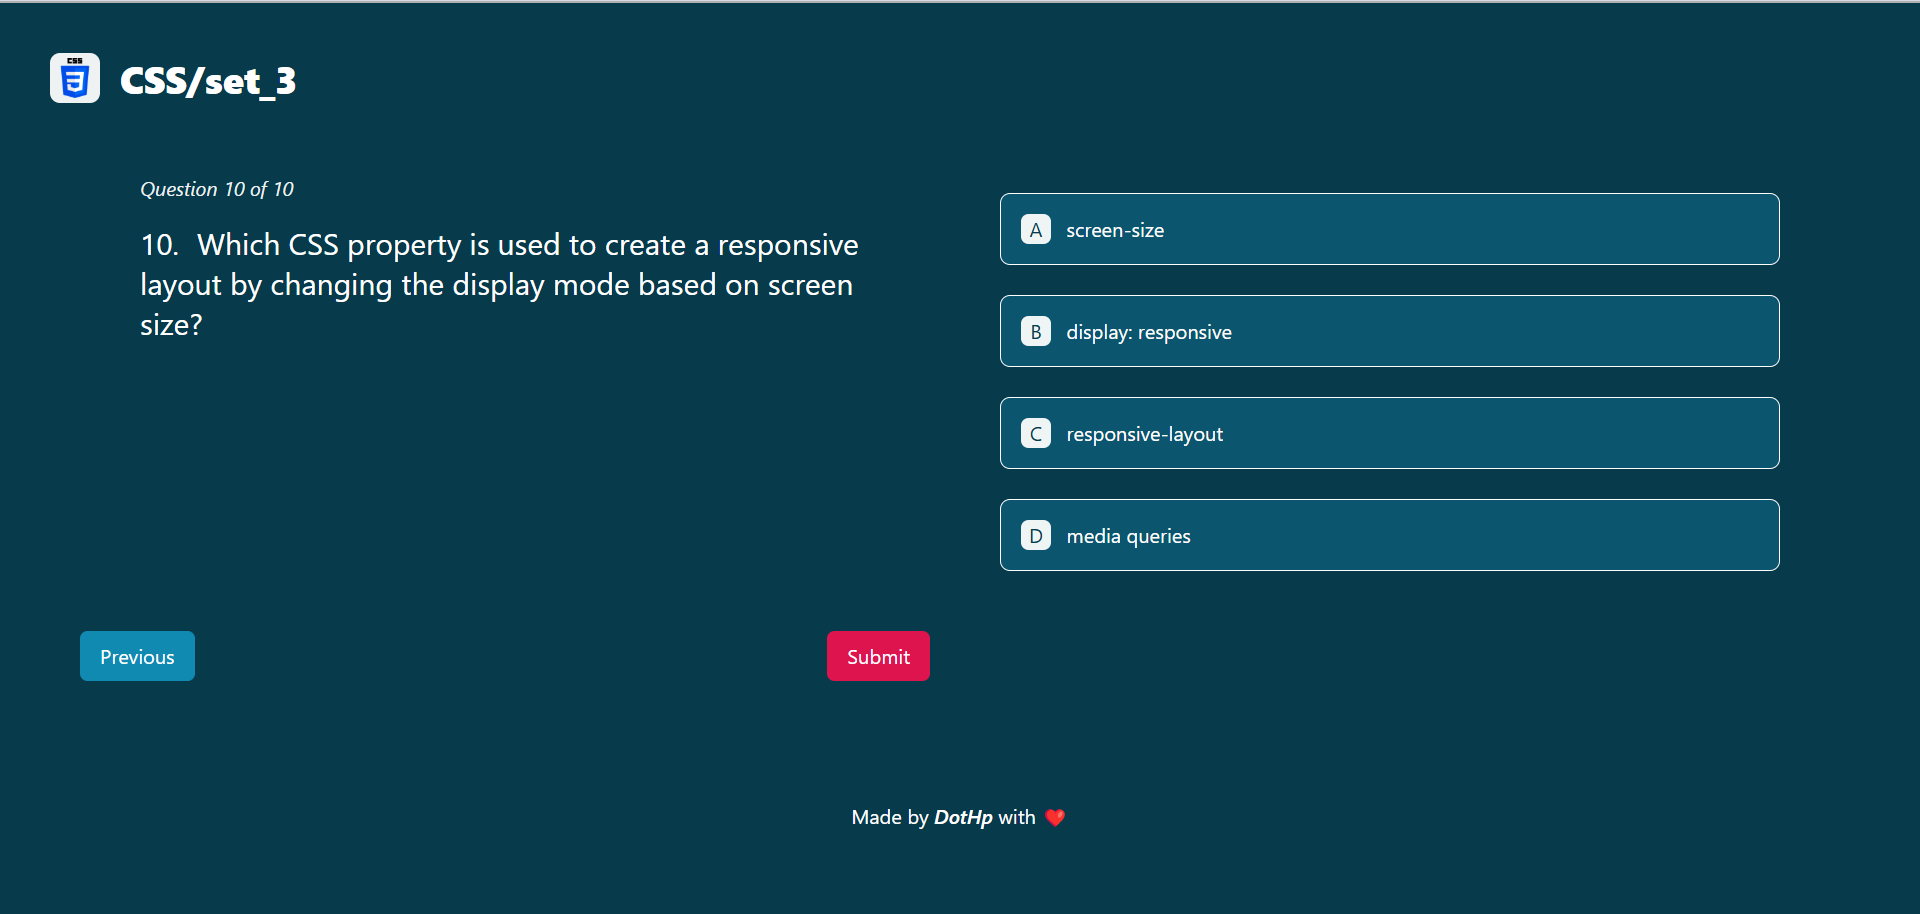 CSS
CSS/set_3
Question 10 of 10
10. Which CSS property is used to create a responsive
layout by changing the display mode based on screen
size?
A screen-size
B display: responsive
C responsive-layout
D media queries
Previous
Submit
Made by DotHp with ❤️